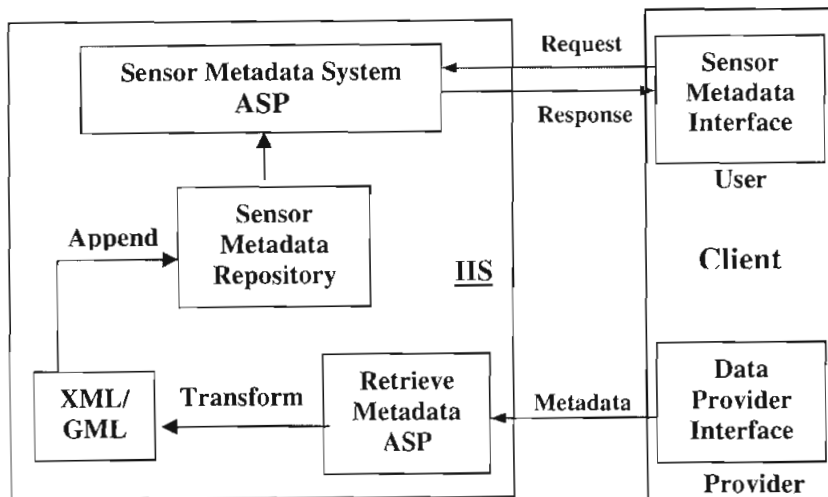 Sensor Metadata System
ASP
Request
Response
Sensor
Metadata
Interface
User
Append
Sensor
Metadata
Repository
IIS
Client
XML/
GML
Transform
Retrieve
Metadata
ASP
Metadata
Data
Provider
Interface
Provider